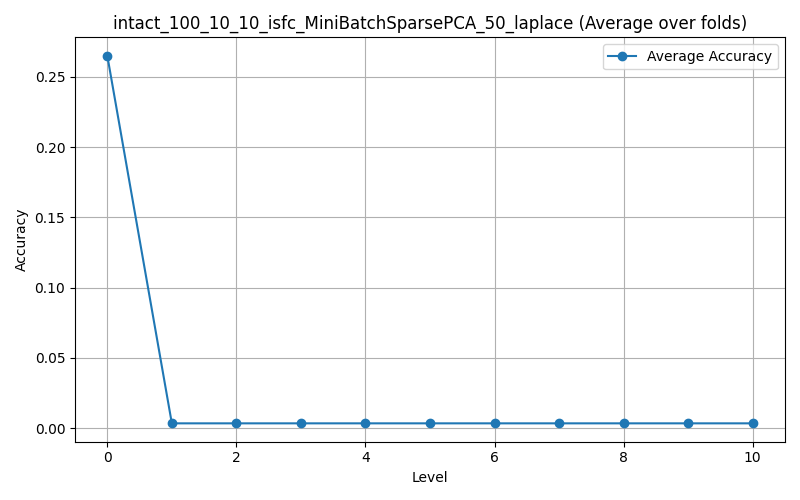 intact_100_10_10_isfc_MiniBatchSparsePCA_50_laplace (Average over folds)
Average Accuracy
Accuracy
0.25
0.20
0.15
0.10
0.05
0.00
0 2 4 6 8 10
Level